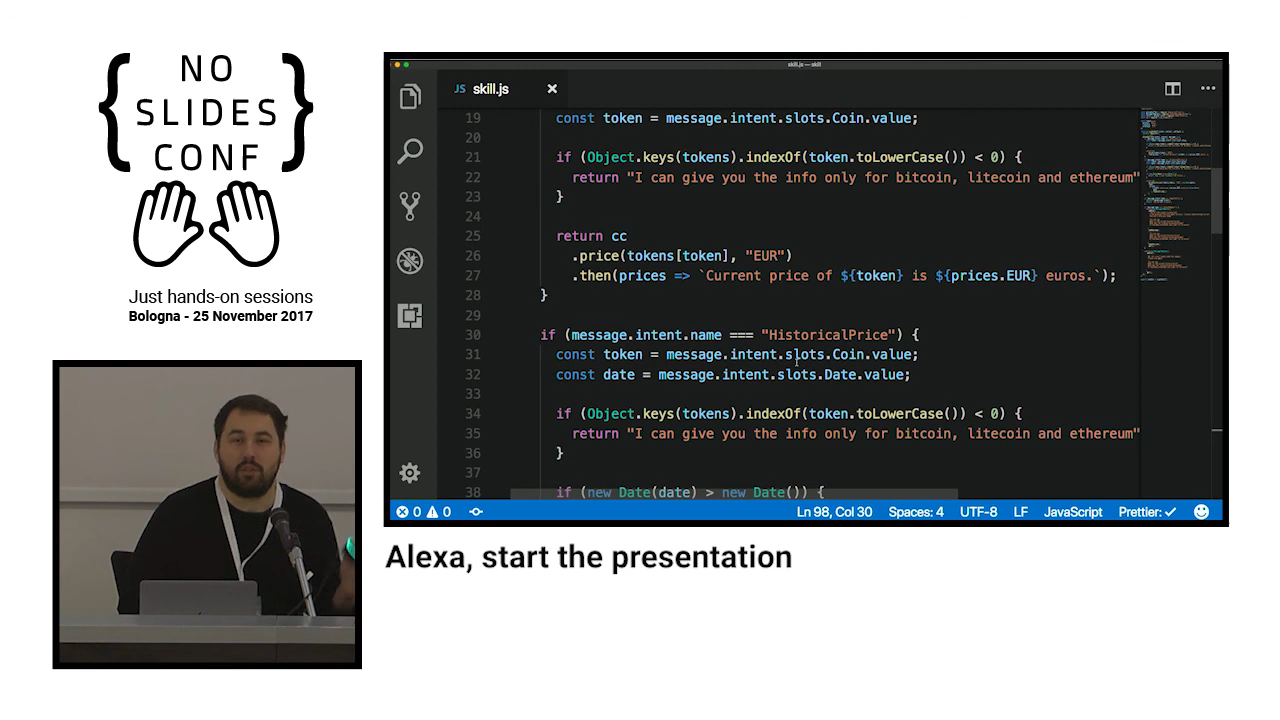 NO
SLIDES
CONF
Just hands-on sessions
Bologna - 25 November 2017
skill.js — skill
JS skill.js
19 const token = message.intent.slots.Coin.value;
20
21 if (Object.keys(tokens).indexOf(token.toLowerCase()) < 0) {
22 return "I can give you the info only for bitcoin, litecoin and ethereum"
23 }
24
25 return cc
26 .price(tokens[token], "EUR")
27 .then(prices => `Current price of ${token} is ${prices.EUR} euros.`);
28 }
29
30 if (message.intent.name === "HistoricalPrice") {
31 const token = message.intent.slots.Coin.value;
32 const date = message.intent.slots.Date.value;
33
34 if (Object.keys(tokens).indexOf(token.toLowerCase()) < 0) {
35 return "I can give you the info only for bitcoin, litecoin and ethereum"
36 }
37
38 if (new Date(date) > new Date()) {
0 0 Ln 98, Col 30 Spaces: 4 UTF-8 LF JavaScript Prettier: ✓
Alexa, start the presentation